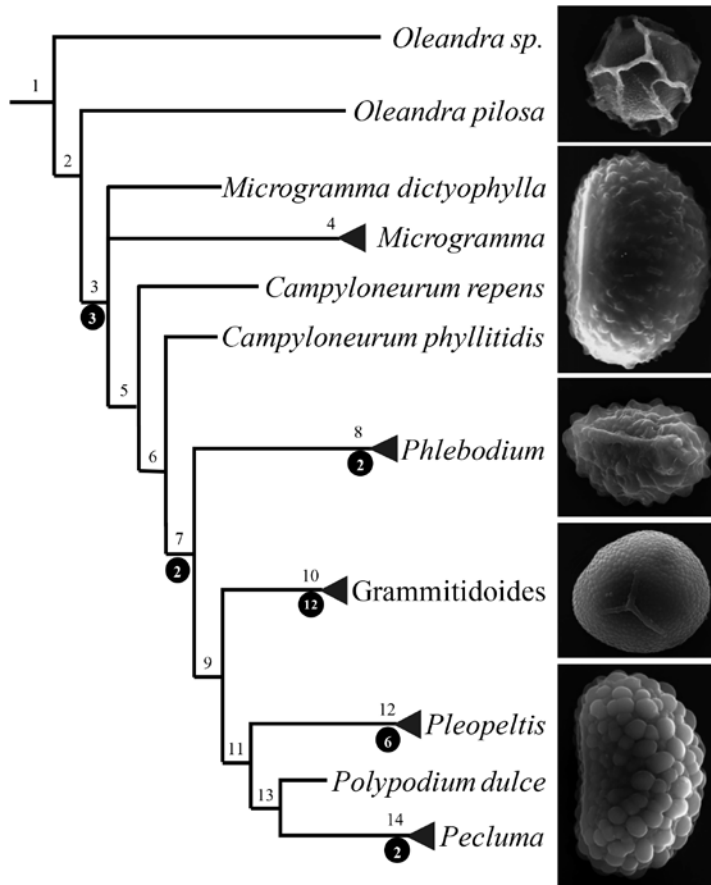 Oleandra sp.
1
Oleandra pilosa
2
Microgramma dictyophylla
4
Microgramma
3
Campyloneurum repens
3
Campyloneurum phyllitidis
5
8
Phlebodium
6
2
7
2
10
Grammitidoides
12
9
12
Pleopeltis
6
11
Polypodium dulce
13
14
Pecluma
2